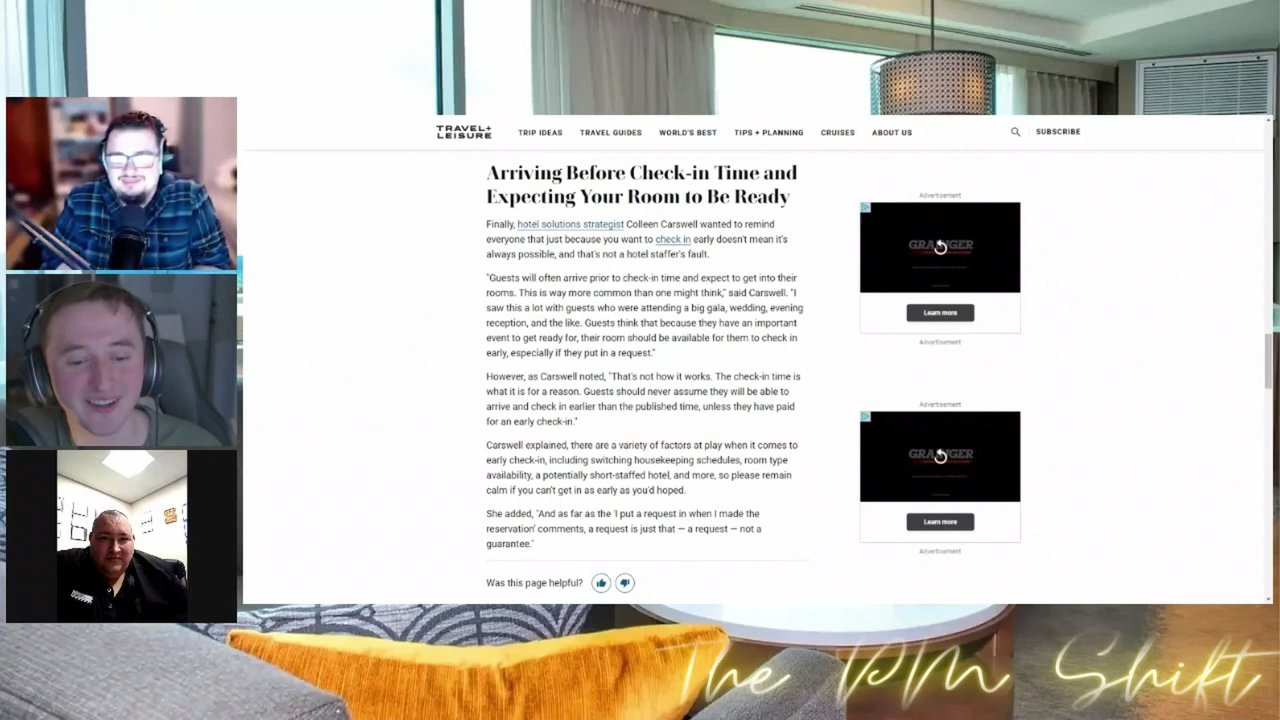 TRAVEL+
LEISURE
TRIP IDEAS
TRAVEL GUIDES
WORLD'S BEST
TIPS + PLANNING
CRUISES
ABOUT US
SUBSCRIBE
Arriving Before Check-in Time and
Expecting Your Room to Be Ready
Finally, hotel solutions strategist Colleen Carswell wanted to remind
everyone that just because you want to check in early doesn't mean it's
always possible, and that's not a hotel staffer's fault.
"Guests will often arrive prior to check-in time and expect to get into their
rooms. This is way more common than one might think," said Carswell. "I
saw this a lot with guests who were attending a big gala, wedding, evening
reception, and the like. Guests think that because they have an important
event to get ready for, their room should be available for them to check in
early, especially if they put in a request."
However, as Carswell noted, "That's not how it works. The check-in time is
what it is for a reason. Guests should never assume they will be able to
arrive and check in earlier than the published time, unless they have paid
for an early check-in."
Carswell explained, there are a variety of factors at play when it comes to
early check-in, including switching housekeeping schedules, room type
availability, a potentially short-staffed hotel, and more, so please remain
calm if you can't get in as early as you'd hoped.
She added, "And as far as the 'I put a request in when I made the
reservation' comments, a request is just that — a request — not a
guarantee."
Was this page helpful?
Advertisement
GRAINGER
Learn more
Advertisement
Advertisement
GRAINGER
Learn more
Advertisement
The PM Shift